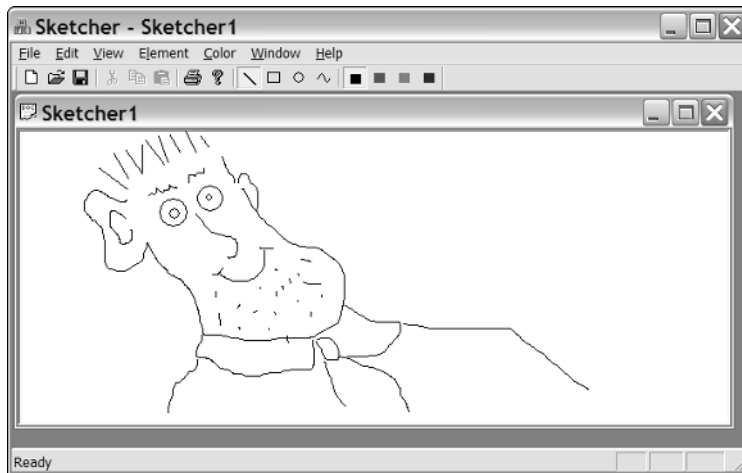 Sketcher - Sketcher1
File Edit View Element Color Window Help
Sketcher1
Ready